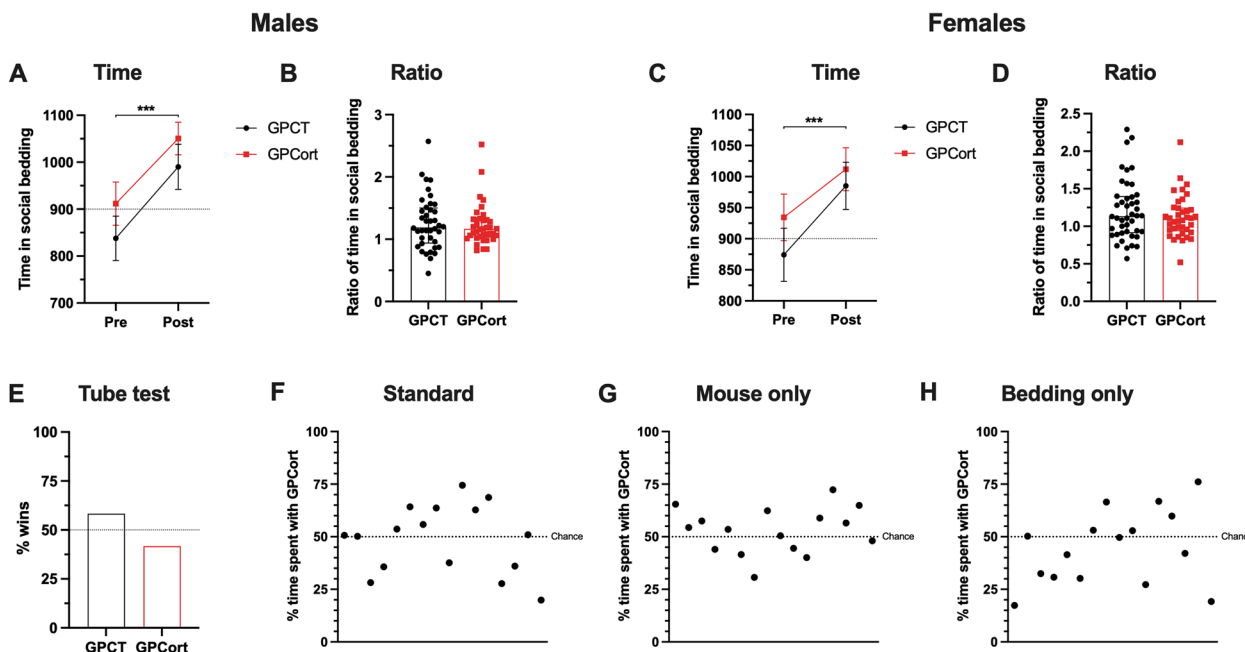 Males
Females
A Time
B Ratio
C Time
D Ratio
Time in social bedding
1100
1000
900
800
700
***
Pre Post
GPCT
GPCort
Ratio of time in social bedding
3
2
1
0
GPCT GPCort
Time in social bedding
1100
1050
1000
950
900
850
800
***
Pre Post
GPCT
GPCort
Ratio of time in social bedding
2.5
2.0
1.5
1.0
0.5
0.0
GPCT GPCort
E Tube test
F Standard
G Mouse only
H Bedding only
% wins
100
75
50
25
0
GPCT GPCort
% time spent with GPCort
100
75
50
25
0
Chance
% time spent with GPCort
100
75
50
25
0
Chance
% time spent with GPCort
100
75
50
25
0
Chance